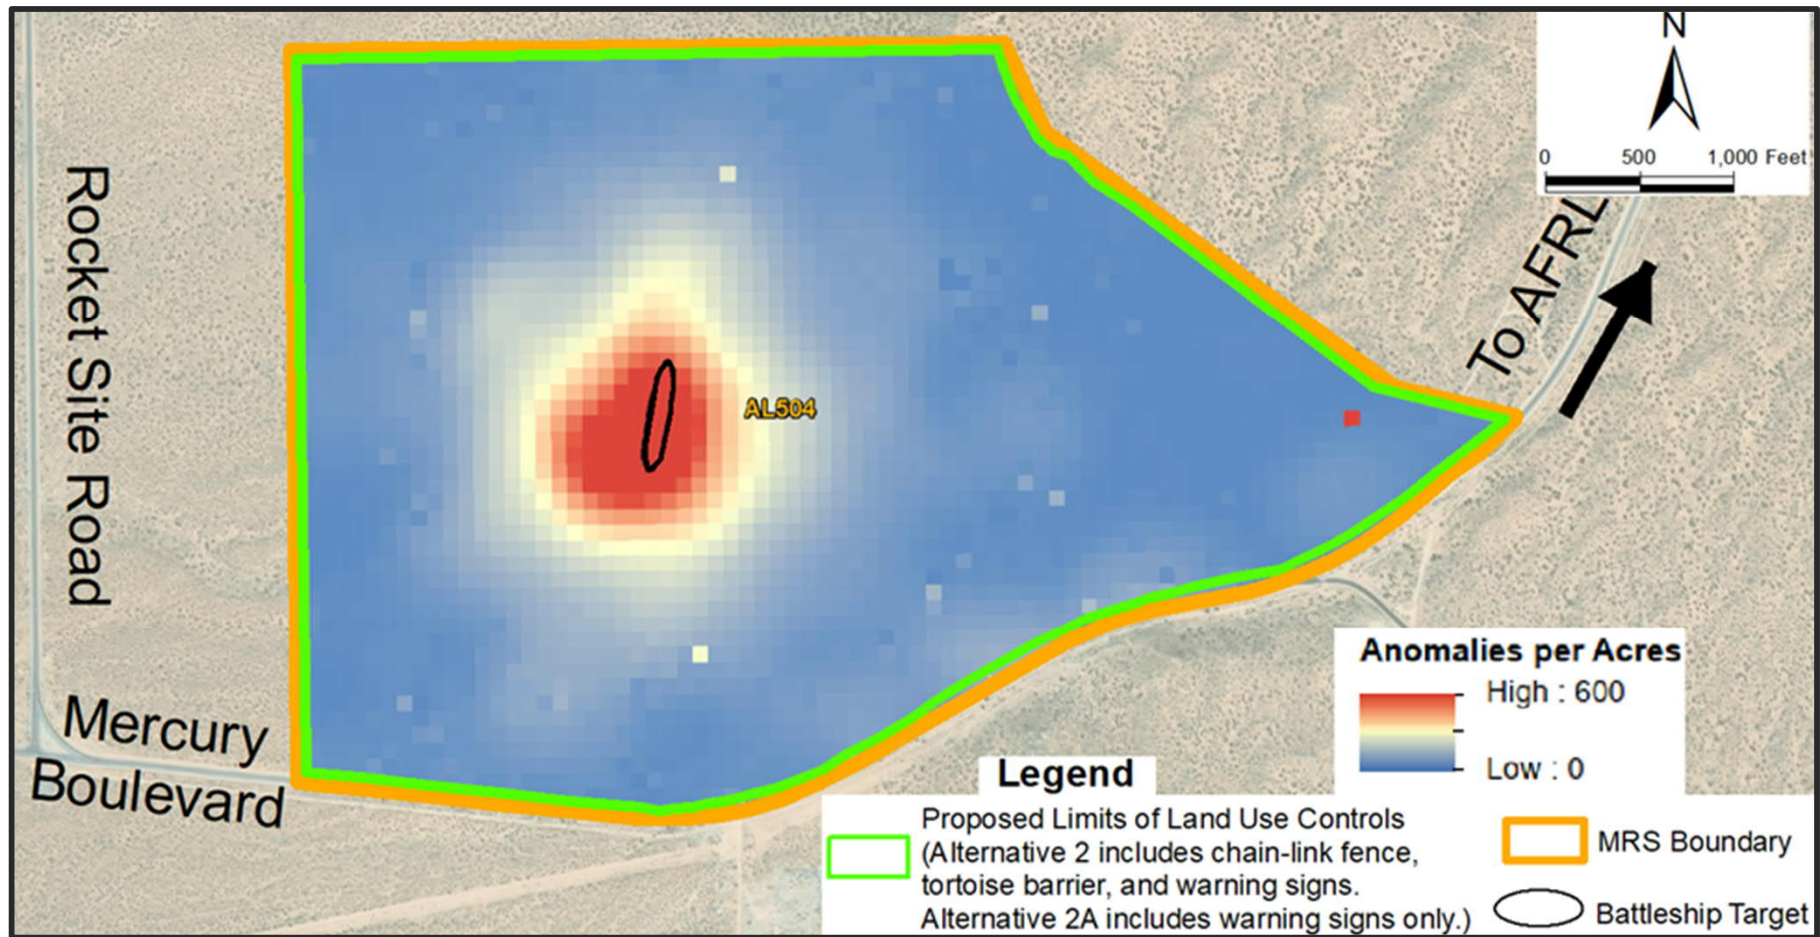 N
0 500 1,000 Feet
Rocket Site Road
To AFRL
AL504
Mercury
Boulevard
Anomalies per Acres
High : 600
Low : 0
Legend
Proposed Limits of Land Use Controls
(Alternative 2 includes chain-link fence,
tortoise barrier, and warning signs.
Alternative 2A includes warning signs only.)
MRS Boundary
Battleship Target